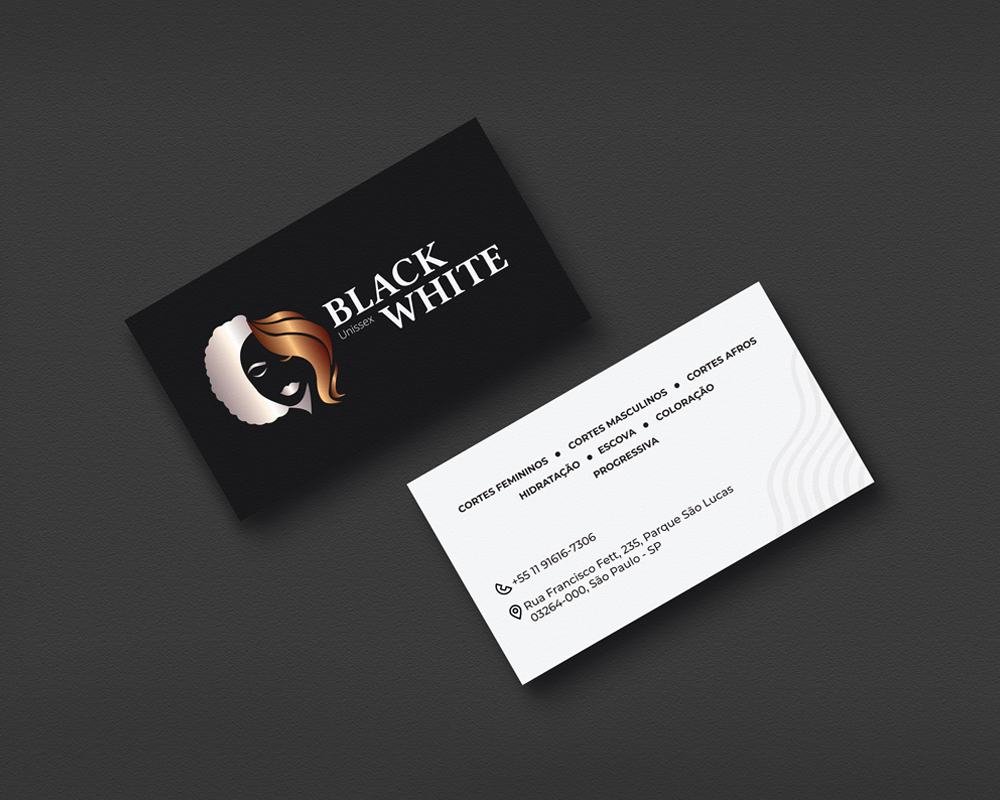 BLACK
Unissex WHITE
CORTES FEMININOS • CORTES MASCULINOS • CORTES AFROS
HIDRATAÇÃO • ESCOVA • COLORAÇÃO
PROGRESSIVA
+55 11 91616-7306
Rua Francisco Fett, 235, Parque São Lucas
03264-000, São Paulo - SP